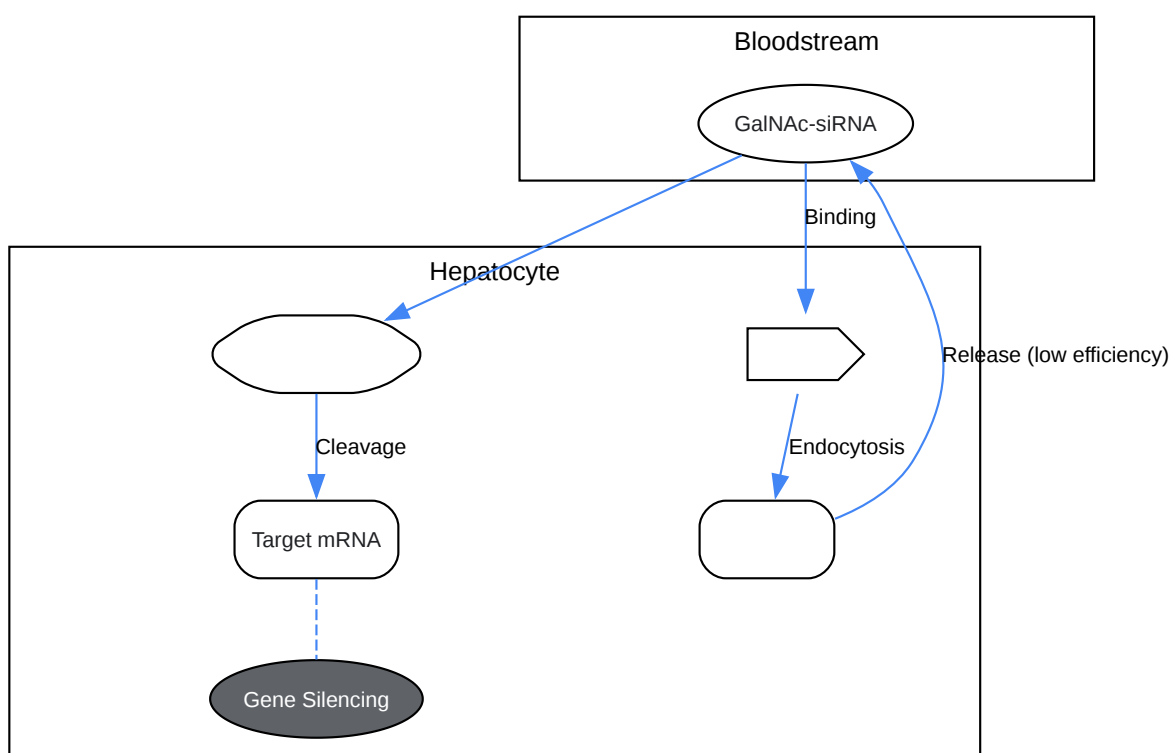 Bloodstream
GalNAc-siRNA
Binding
Hepatocyte
Release (low efficiency)
Cleavage
Endocytosis
Target mRNA
Gene Silencing